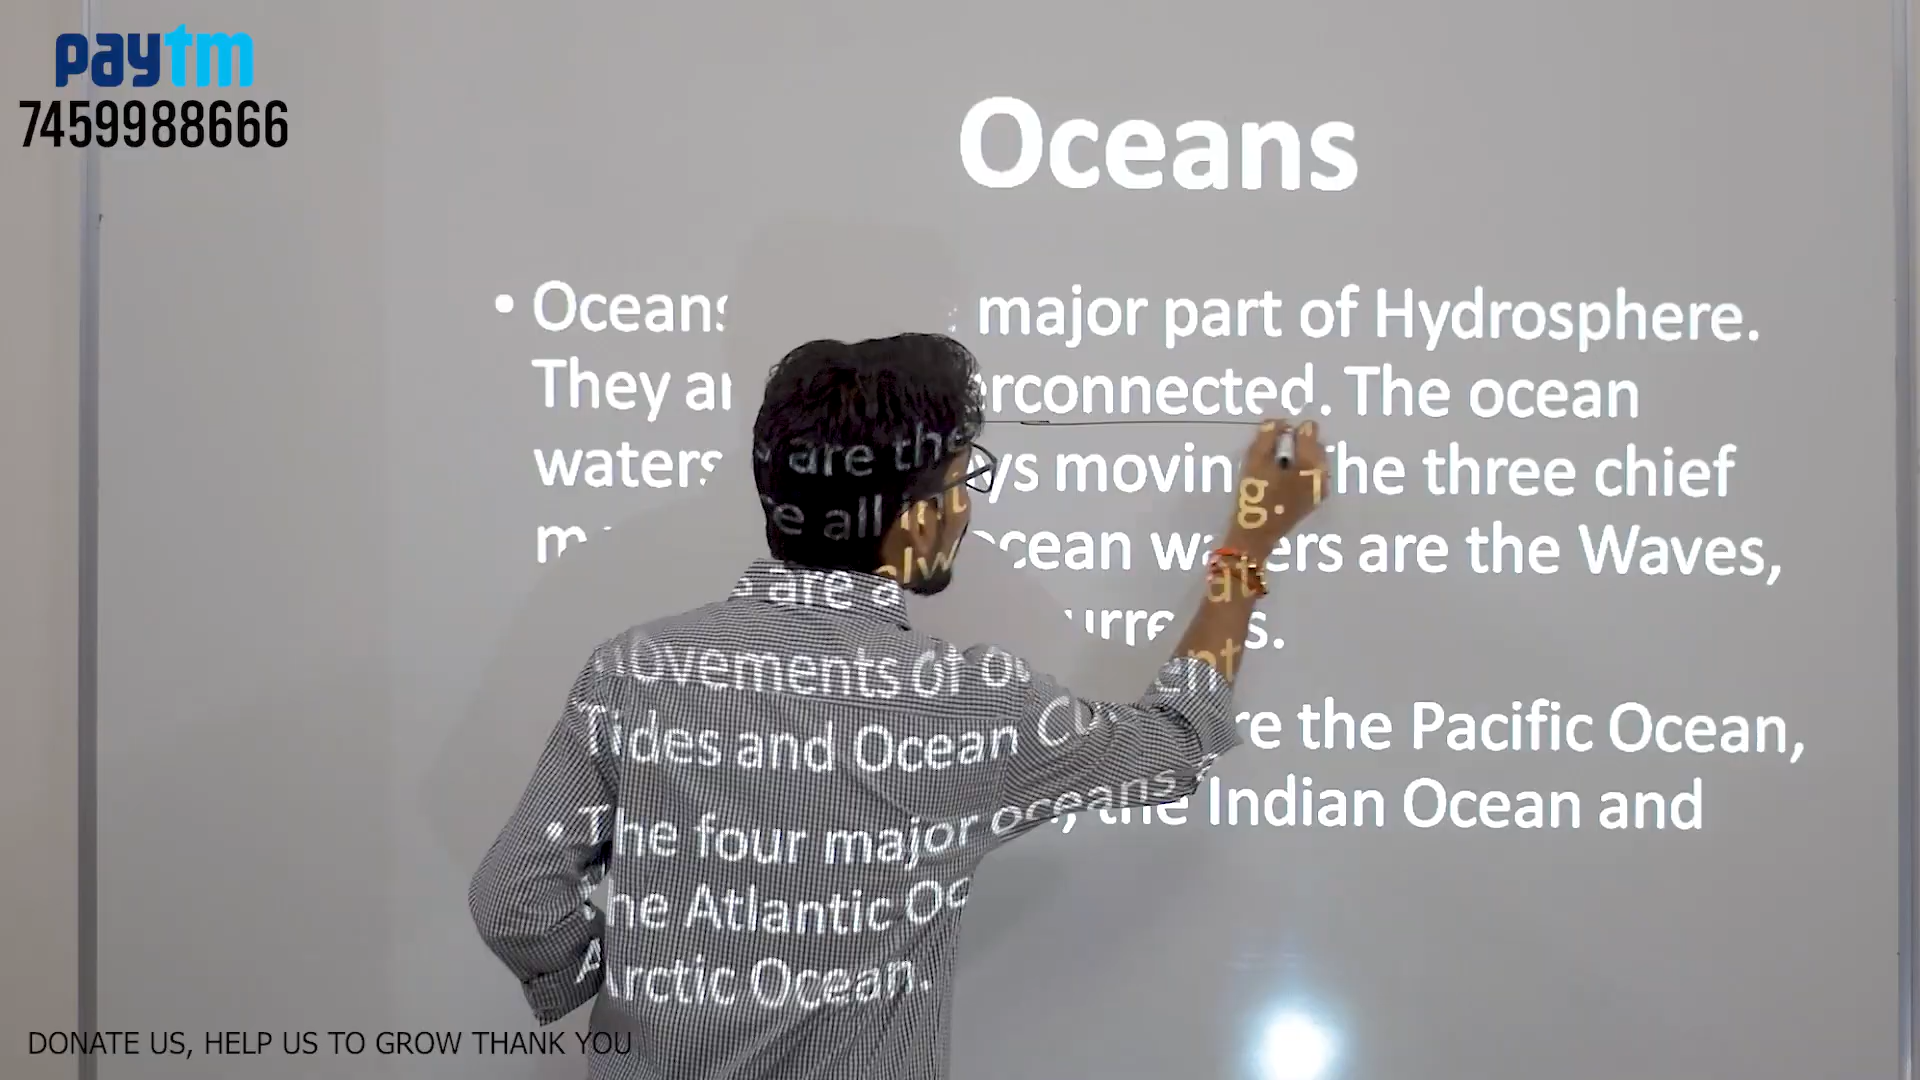 paytm
7459988666
Oceans
• Oceans are the major part of Hydrosphere.
They are all interconnected. The ocean
waters are always moving. The three chief
movements of ocean waters are the Waves,
Tides and Ocean Currents.
• The four major oceans are the Pacific Ocean,
the Atlantic Ocean, the Indian Ocean and
Arctic Ocean.
DONATE US, HELP US TO GROW THANK YOU